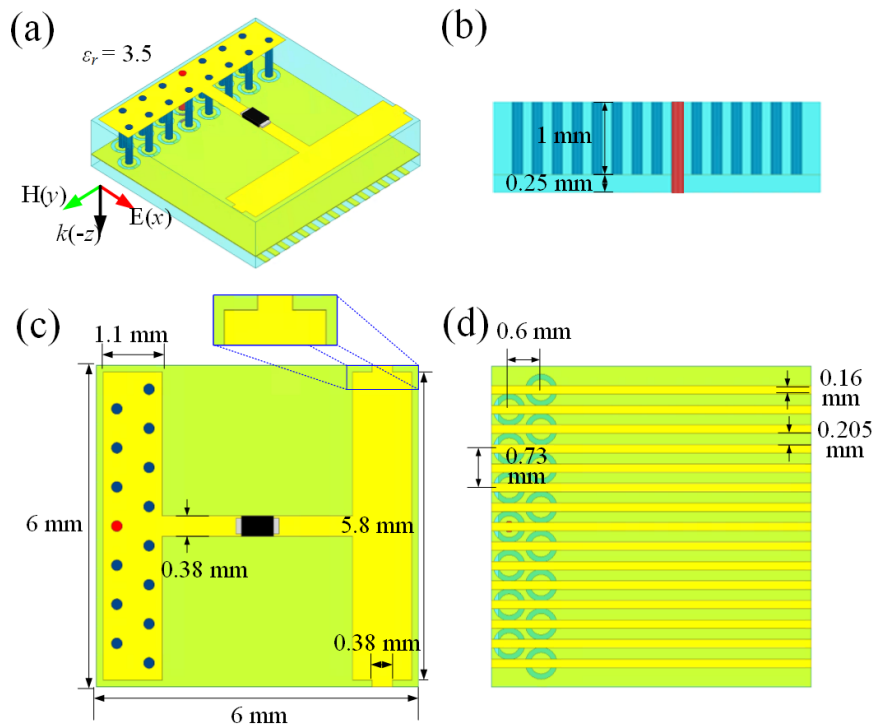 (a)
εr = 3.5
H(y)
E(x)
k(-z)
(b)
1 mm
0.25 mm
(c)
1.1 mm
6 mm
0.38 mm
5.8 mm
0.38 mm
6 mm
(d)
0.6 mm
0.16
mm
0.205
mm
0.73
mm